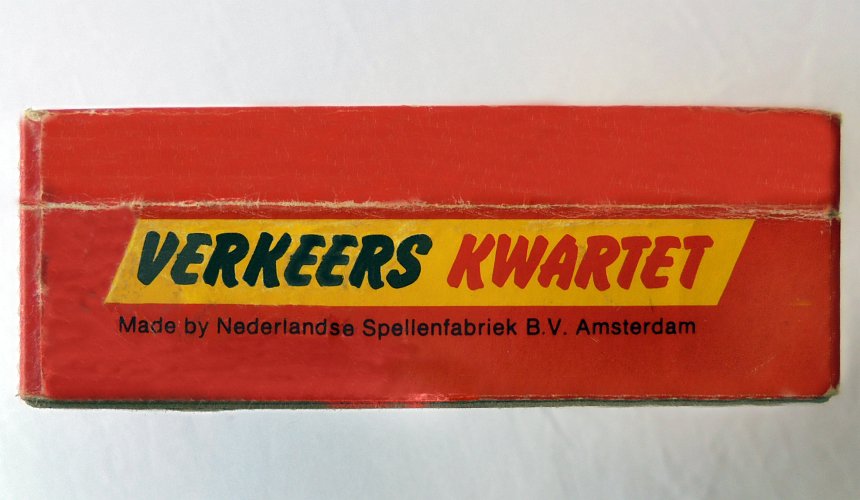 VERKEERS KWARTET
Made by Nederlandse Spellenfabriek B.V. Amsterdam